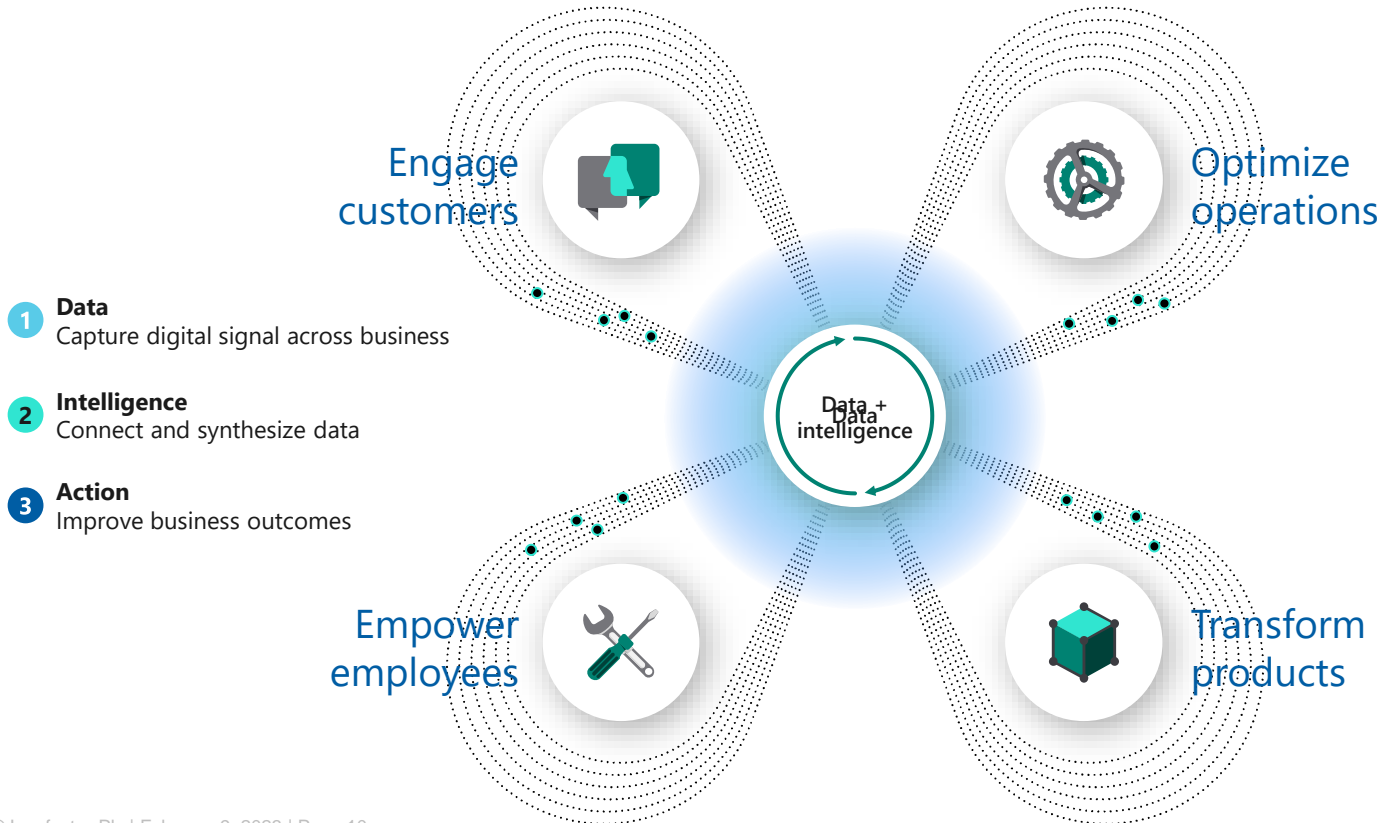 Engage
customers
Optimize
operations
1
Data
Capture digital signal across business
2
Intelligence
Connect and synthesize data
3
Action
Improve business outcomes
Data +
intelligence
Data
Empower
employees
Transform
products